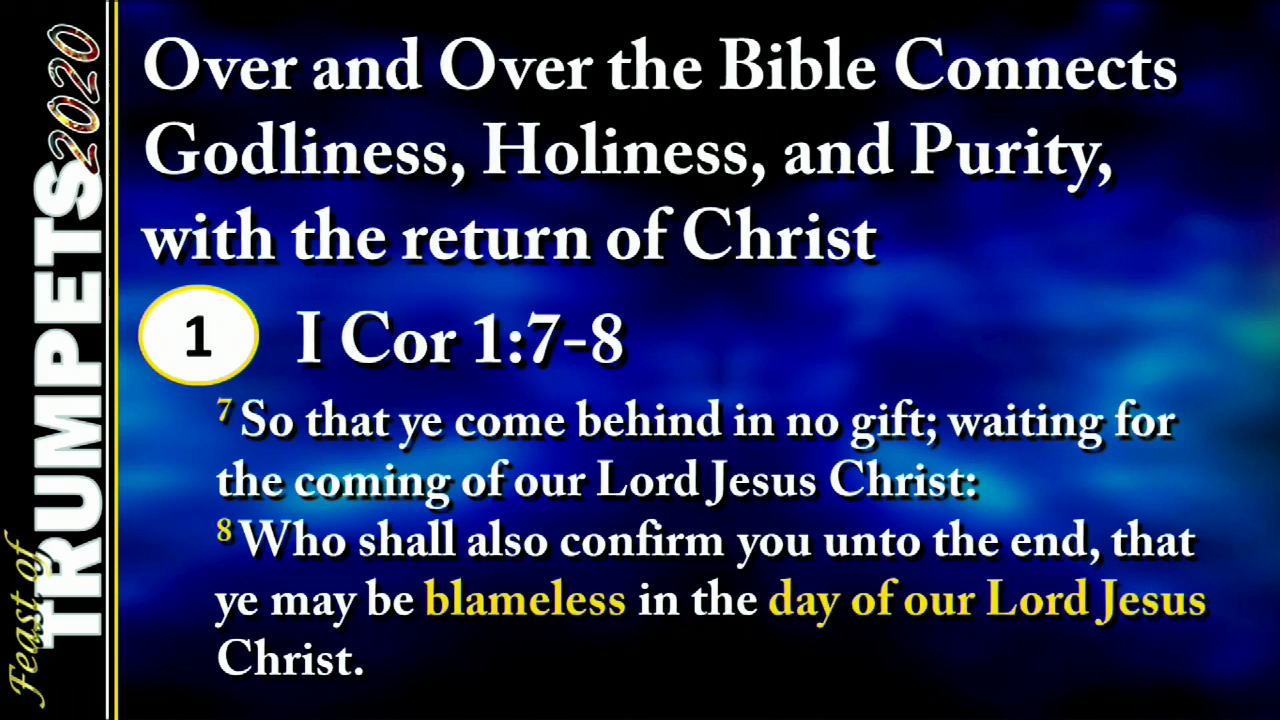 Feast of
TRUMPETS 2020
Over and Over the Bible Connects
Godliness, Holiness, and Purity,
with the return of Christ
1 I Cor 1:7-8
7 So that ye come behind in no gift; waiting for
the coming of our Lord Jesus Christ:
8 Who shall also confirm you unto the end, that
ye may be blameless in the day of our Lord Jesus
Christ.